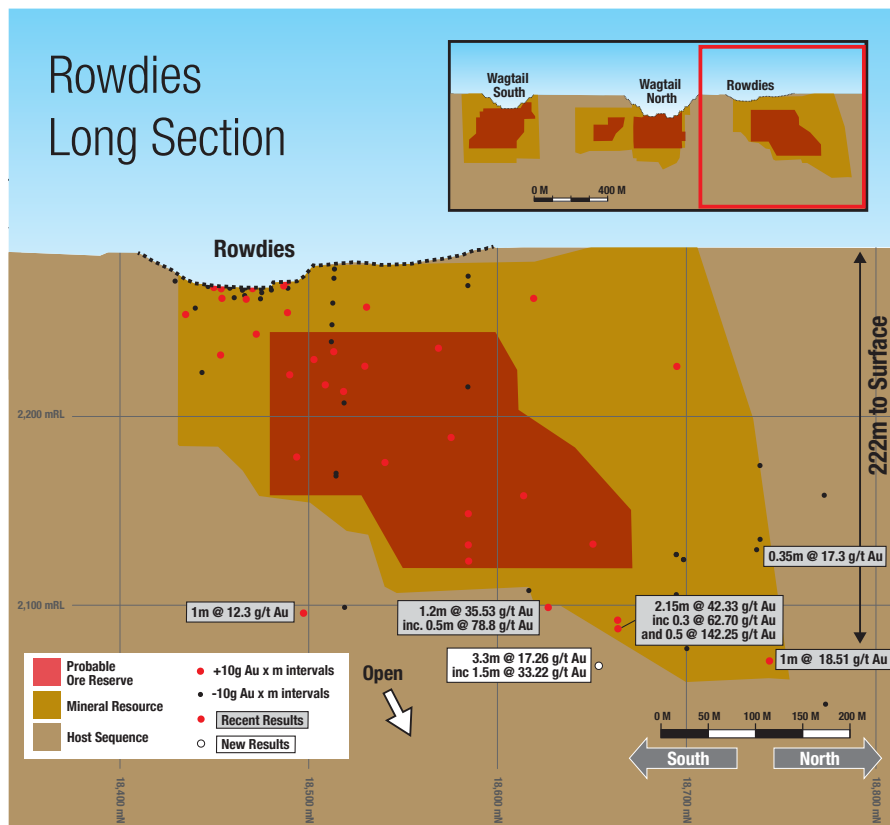 Rowdies
Long Section
Wagtail
South
Wagtail
North
Rowdies
0 M
400 M
Rowdies
222m to Surface
2,200 mRL
2,100 mRL
0.35m @ 17.3 g/t Au
1m @ 12.3 g/t Au
1.2m @ 35.53 g/t Au
inc. 0.5m @ 78.8 g/t Au
2.15m @ 42.33 g/t Au
inc 0.3 @ 62.70 g/t Au
and 0.5 @ 142.25 g/t Au
3.3m @ 17.26 g/t Au
inc 1.5m @ 33.22 g/t Au
1m @ 18.51 g/t Au
Open
Probable
Ore Reserve
Mineral Resource
Host Sequence
+10g Au x m intervals
-10g Au x m intervals
Recent Results
New Results
0 M
50 M
100 M
150 M
200 M
South
North
18,400 mN
18,500 mN
18,600 mN
18,700 mN
18,800 mN